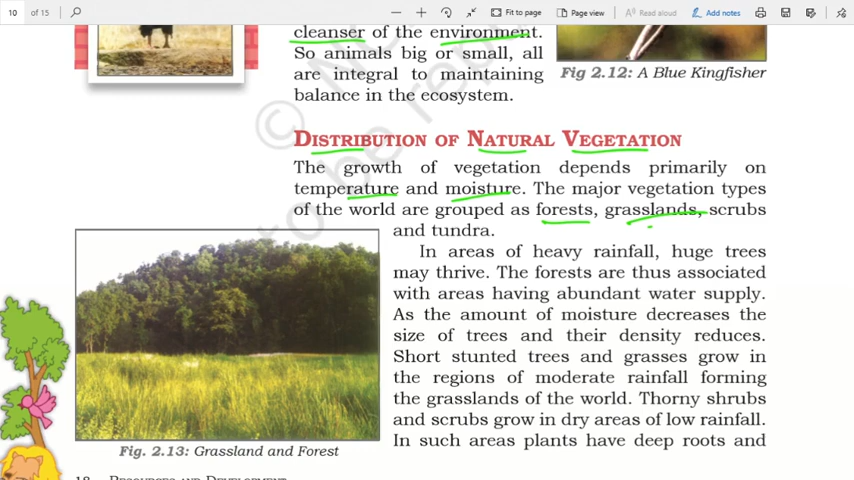 10 of 15
Fit to page
Page view
Read aloud
Add notes
cleanser of the environment.
So animals big or small, all
are integral to maintaining
balance in the ecosystem.
Fig 2.12: A Blue Kingfisher
DISTRIBUTION OF NATURAL VEGETATION
The growth of vegetation depends primarily on
temperature and moisture. The major vegetation types
of the world are grouped as forests, grasslands, scrubs
and tundra.
In areas of heavy rainfall, huge trees
may thrive. The forests are thus associated
with areas having abundant water supply.
As the amount of moisture decreases the
size of trees and their density reduces.
Short stunted trees and grasses grow in
the regions of moderate rainfall forming
the grasslands of the world. Thorny shrubs
and scrubs grow in dry areas of low rainfall.
In such areas plants have deep roots and
Fig. 2.13: Grassland and Forest
18 RESOURCES AND DEVELOPMENT
©
to be